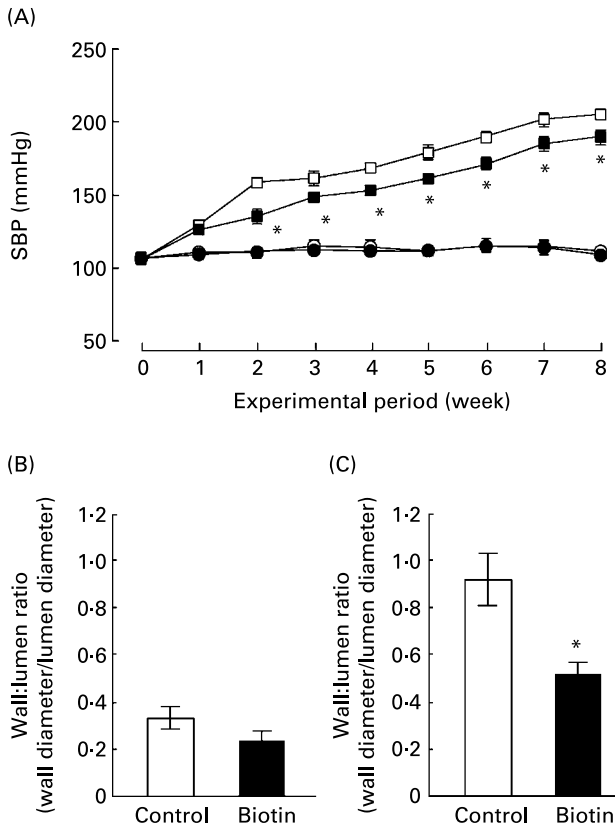 (A)
250
200
150
100
50
SBP (mmHg)
*
*
*
*
*
*
*
0 1 2 3 4 5 6 7 8
Experimental period (week)
(B)
Wall:lumen ratio
(wall diameter/lumen diameter)
1·2
1·0
0·8
0·6
0·4
0·2
0
Control Biotin
(C)
Wall:lumen ratio
(wall diameter/lumen diameter)
1·2
1·0
0·8
0·6
0·4
0·2
0
*
Control Biotin